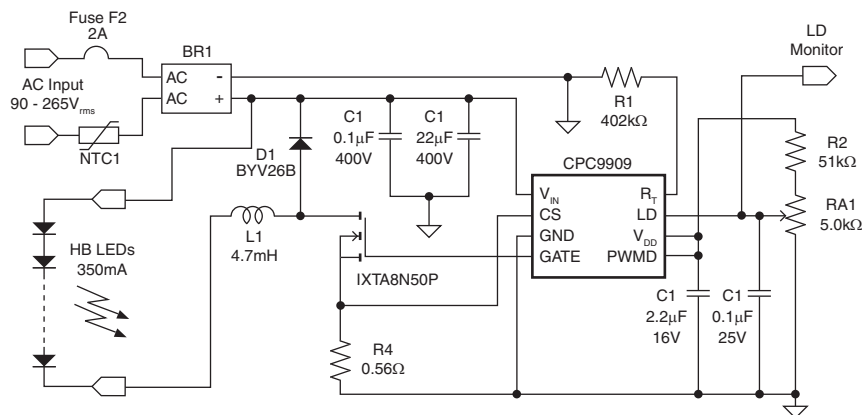 Fuse F2
2A
BR1
AC
-
AC
+
AC Input
90 - 265Vrms
NTC1
LD
Monitor
R1
402kΩ
C1
0.1µF
400V
C1
22µF
400V
D1
BYV26B
R2
51kΩ
CPC9909
VIN
RT
CS
LD
GND
VDD
GATE
PWMD
RA1
5.0kΩ
L1
4.7mH
HB LEDs
350mA
IXTA8N50P
C1
2.2µF
16V
C1
0.1µF
25V
R4
0.56Ω